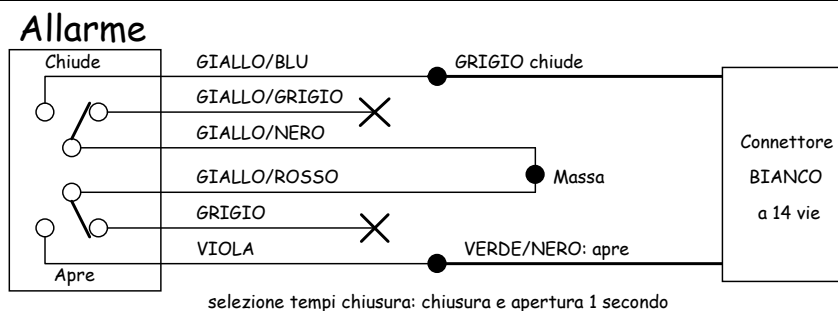 Allarme
Chiude
GIALLO/BLU
GRIGIO chiude
GIALLO/GRIGIO
GIALLO/NERO
Connettore
BIANCO
a 14 vie
GIALLO/ROSSO
Massa
GRIGIO
VIOLA
VERDE/NERO: apre
Apre
selezione tempi chiusura: chiusura e apertura 1 secondo